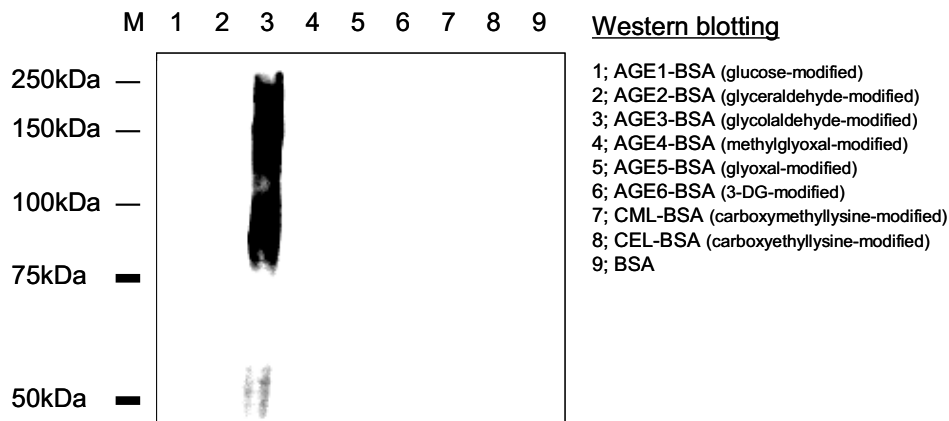 M 1 2 3 4 5 6 7 8 9
Western blotting
250kDa
150kDa
100kDa
75kDa
50kDa
1; AGE1-BSA (glucose-modified)
2; AGE2-BSA (glyceraldehyde-modified)
3; AGE3-BSA (glycolaldehyde-modified)
4; AGE4-BSA (methylglyoxal-modified)
5; AGE5-BSA (glyoxal-modified)
6; AGE6-BSA (3-DG-modified)
7; CML-BSA (carboxymethyllysine-modified)
8; CEL-BSA (carboxyethyllysine-modified)
9; BSA